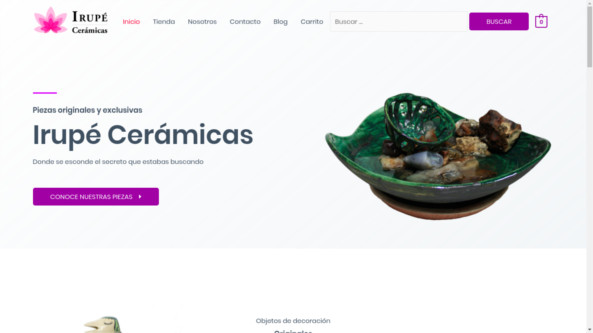 Irupé
Cerámicas
Inicio
Tienda
Nosotros
Contacto
Blog
Carrito
Buscar ...
BUSCAR
0
Piezas originales y exclusivas
Irupé Cerámicas
Donde se esconde el secreto que estabas buscando
CONOCE NUESTRAS PIEZAS
Objetos de decoración
Originales